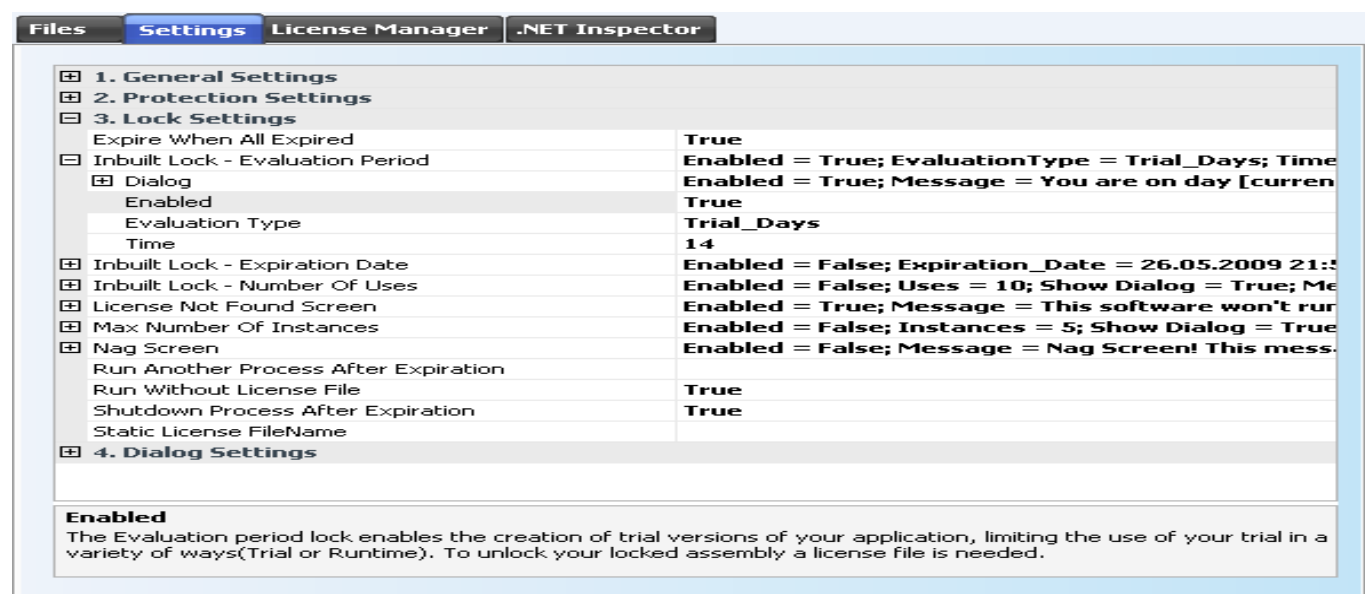 Files Settings License Manager .NET Inspector
1. General Settings
2. Protection Settings
3. Lock Settings
Expire When All Expired True
Inbuilt Lock - Evaluation Period Enabled = True; EvaluationType = Trial_Days; Time
Dialog Enabled = True; Message = You are on day [curren
Enabled True
Evaluation Type Trial_Days
Time 14
Inbuilt Lock - Expiration Date Enabled = False; Expiration_Date = 26.05.2009 21:5
Inbuilt Lock - Number Of Uses Enabled = False; Uses = 10; Show Dialog = True; Me
License Not Found Screen Enabled = True; Message = This software won't run
Max Number Of Instances Enabled = False; Instances = 5; Show Dialog = True
Nag Screen Enabled = False; Message = Nag Screen! This mess
Run Another Process After Expiration
Run Without License File True
Shutdown Process After Expiration True
Static License FileName
4. Dialog Settings
Enabled
The Evaluation period lock enables the creation of trial versions of your application, limiting the use of your trial in a
variety of ways(Trial or Runtime). To unlock your locked assembly a license file is needed.